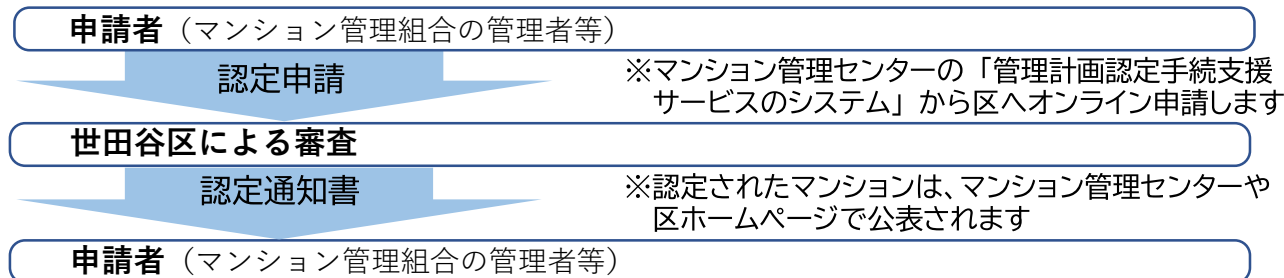 申請者（マンション管理組合の管理者等）
認定申請
※マンション管理センターの「管理計画認定手続支援
サービスのシステム」から区へオンライン申請します
世田谷区による審査
認定通知書
※認定されたマンションは、マンション管理センターや
区ホームページで公表されます
申請者（マンション管理組合の管理者等）